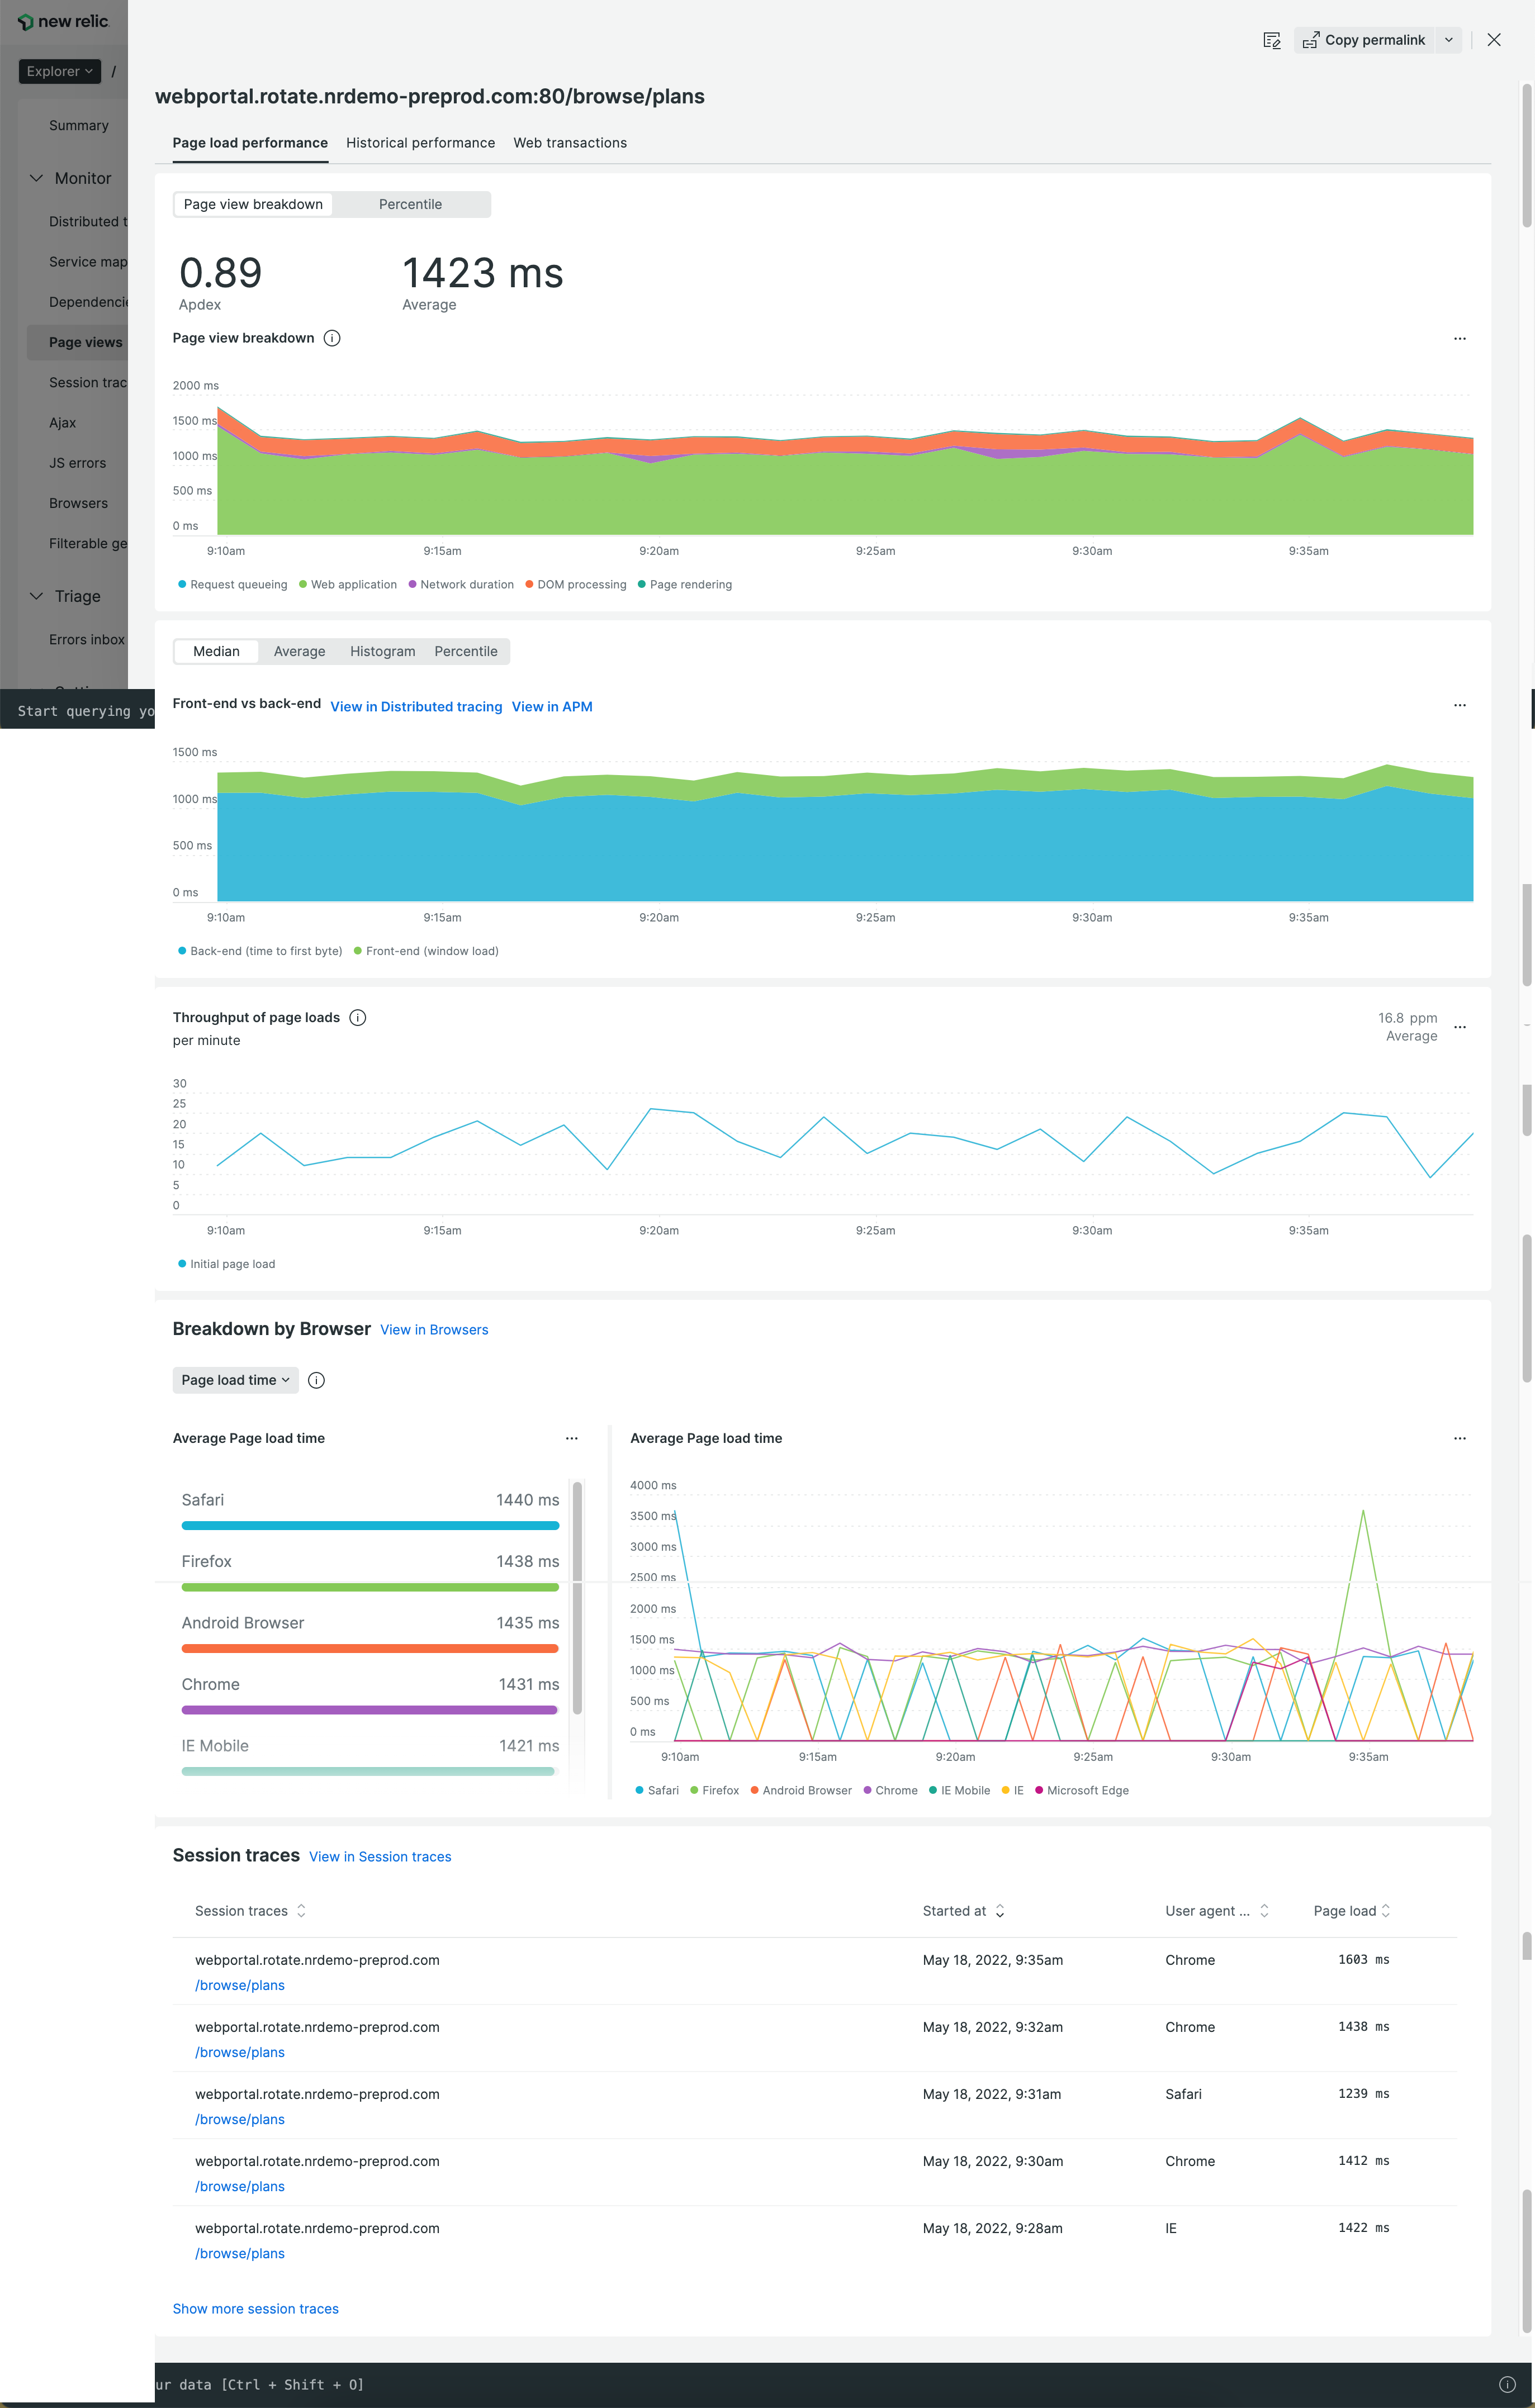 new relic
Copy permalink
Explorer /
webportal.rotate.nrdemo-preprod.com:80/browse/plans
Summary
Page load performance Historical performance Web transactions
Monitor
Page view breakdown Percentile
Distributed t
Service map
0.89 1423 ms
Dependencie
Apdex Average
Page views
Page view breakdown
Session trac
Ajax
JS errors
Browsers
Filterable ge
2000 ms
1500 ms
1000 ms
500 ms
0 ms
9:10am 9:15am 9:20am 9:25am 9:30am 9:35am
Request queueing Web application Network duration DOM processing Page rendering
Triage
Errors inbox
Median Average Histogram Percentile
Start querying yo
Front-end vs back-end View in Distributed tracing View in APM
1500 ms
1000 ms
500 ms
0 ms
9:10am 9:15am 9:20am 9:25am 9:30am 9:35am
Back-end (time to first byte) Front-end (window load)
Throughput of page loads
per minute
16.8 ppm
Average
30
25
20
15
10
5
0
9:10am 9:15am 9:20am 9:25am 9:30am 9:35am
Initial page load
Breakdown by Browser View in Browsers
Page load time
Average Page load time
Safari 1440 ms
Firefox 1438 ms
Android Browser 1435 ms
Chrome 1431 ms
IE Mobile 1421 ms
Average Page load time
4000 ms
3500 ms
3000 ms
2500 ms
2000 ms
1500 ms
1000 ms
500 ms
0 ms
9:10am 9:15am 9:20am 9:25am 9:30am 9:35am
Safari Firefox Android Browser Chrome IE Mobile IE Microsoft Edge
Session traces View in Session traces
Session traces Started at User agent ... Page load
webportal.rotate.nrdemo-preprod.com May 18, 2022, 9:35am Chrome 1603 ms
/browse/plans
webportal.rotate.nrdemo-preprod.com May 18, 2022, 9:32am Chrome 1438 ms
/browse/plans
webportal.rotate.nrdemo-preprod.com May 18, 2022, 9:31am Safari 1239 ms
/browse/plans
webportal.rotate.nrdemo-preprod.com May 18, 2022, 9:30am Chrome 1412 ms
/browse/plans
webportal.rotate.nrdemo-preprod.com May 18, 2022, 9:28am IE 1422 ms
/browse/plans
Show more session traces
ur data [Ctrl + Shift + O]